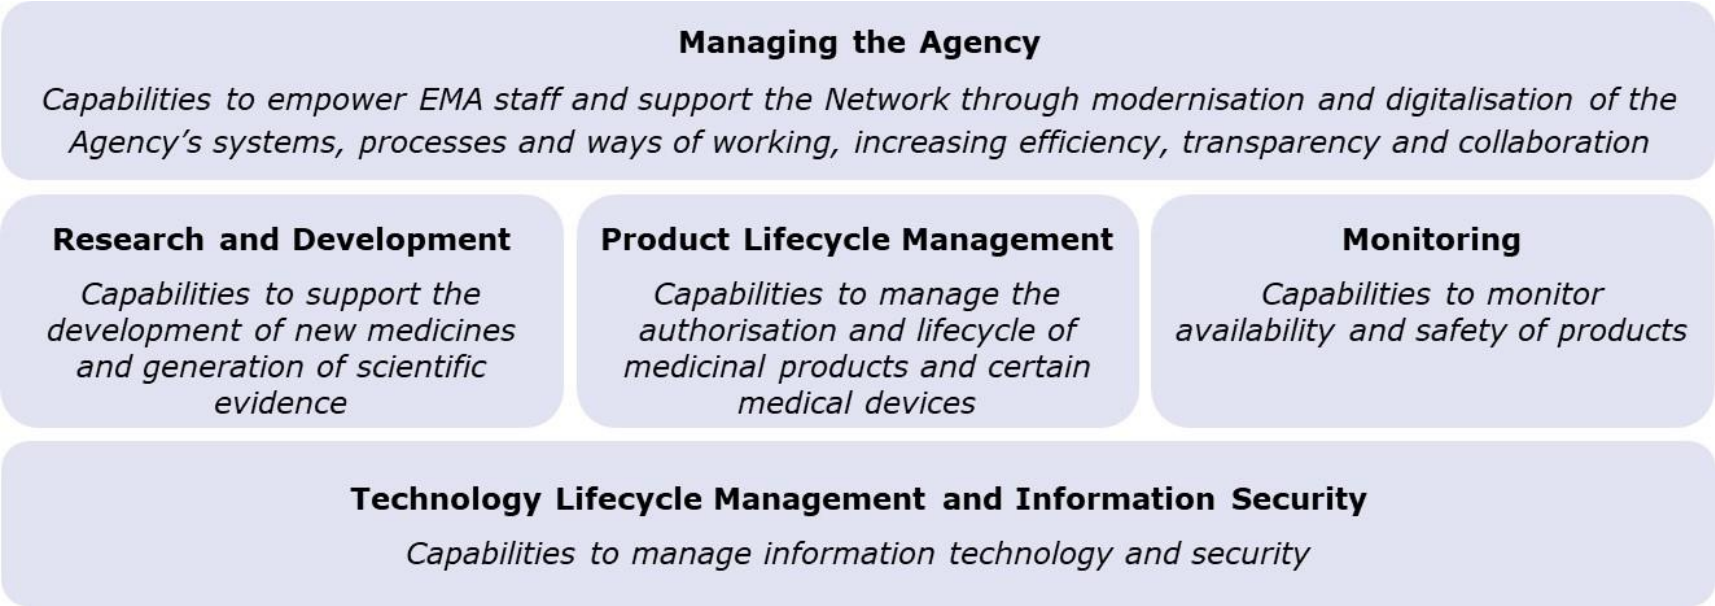 Managing the Agency
Capabilities to empower EMA staff and support the Network through modernisation and digitalisation of the
Agency’s systems, processes and ways of working, increasing efficiency, transparency and collaboration
Research and Development
Capabilities to support the
development of new medicines
and generation of scientific
evidence
Product Lifecycle Management
Capabilities to manage the
authorisation and lifecycle of
medicinal products and certain
medical devices
Monitoring
Capabilities to monitor
availability and safety of products
Technology Lifecycle Management and Information Security
Capabilities to manage information technology and security